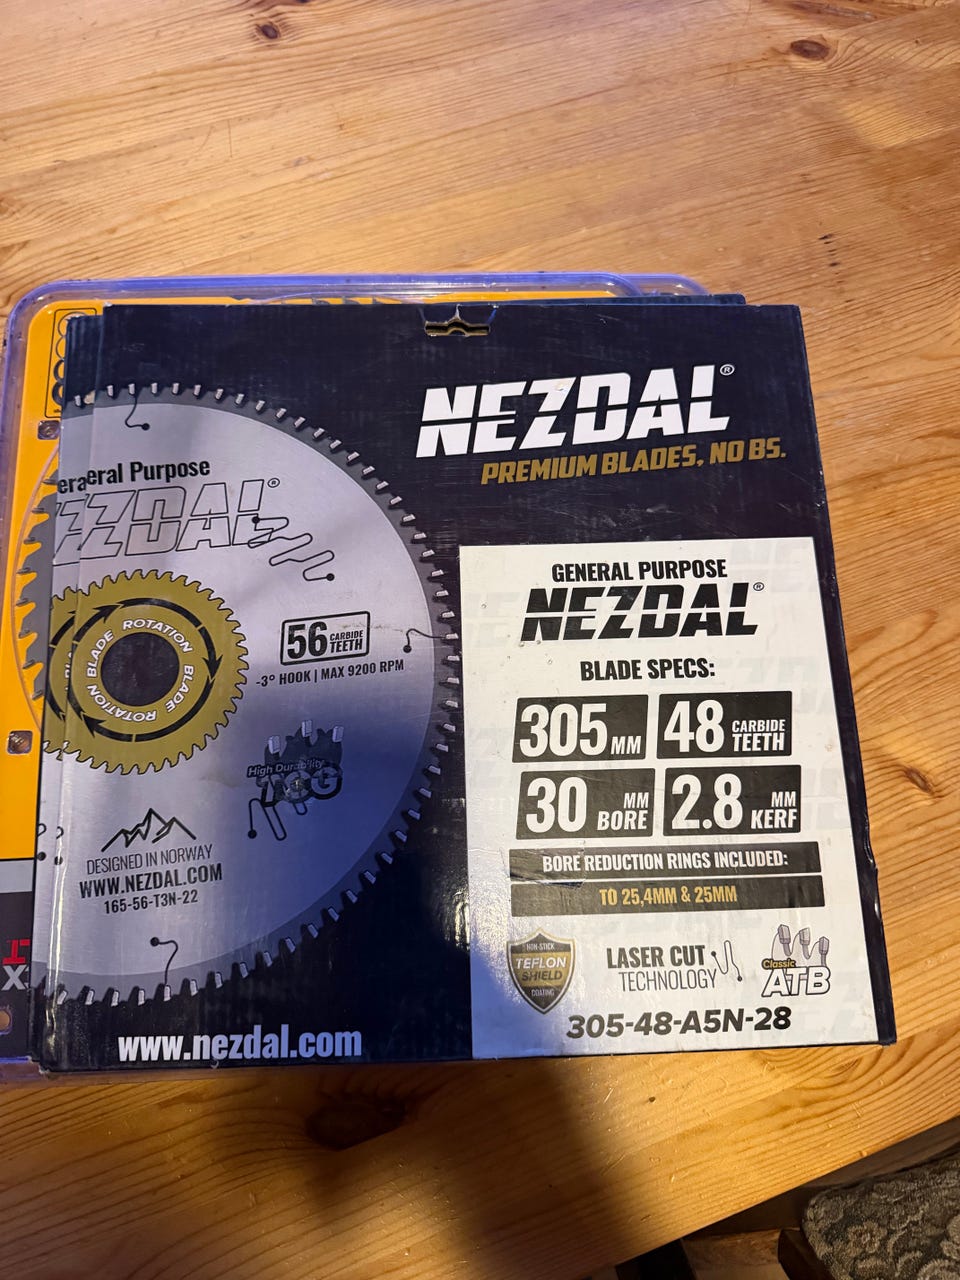 NEZDAL®
PREMIUM BLADES, NO BS.
eral Purpose
era
NEZDAL®
ROTATION BLADE ROTATION BLADE
56 CARBIDE TEETH
-3° HOOK | MAX 9200 RPM
High Durability
TCG
DESIGNED IN NORWAY
WWW.NEZDAL.COM
165-56-T3N-22
www.nezdal.com
GENERAL PURPOSE
NEZDAL®
BLADE SPECS:
305 MM
48 CARBIDE TEETH
30 MM BORE
2.8 MM KERF
BORE REDUCTION RINGS INCLUDED:
TO 25,4MM & 25MM
NON-STICK
TEFLON
SHIELD
COATING
LASER CUT
TECHNOLOGY
Classic
ATB
305-48-A5N-28
X